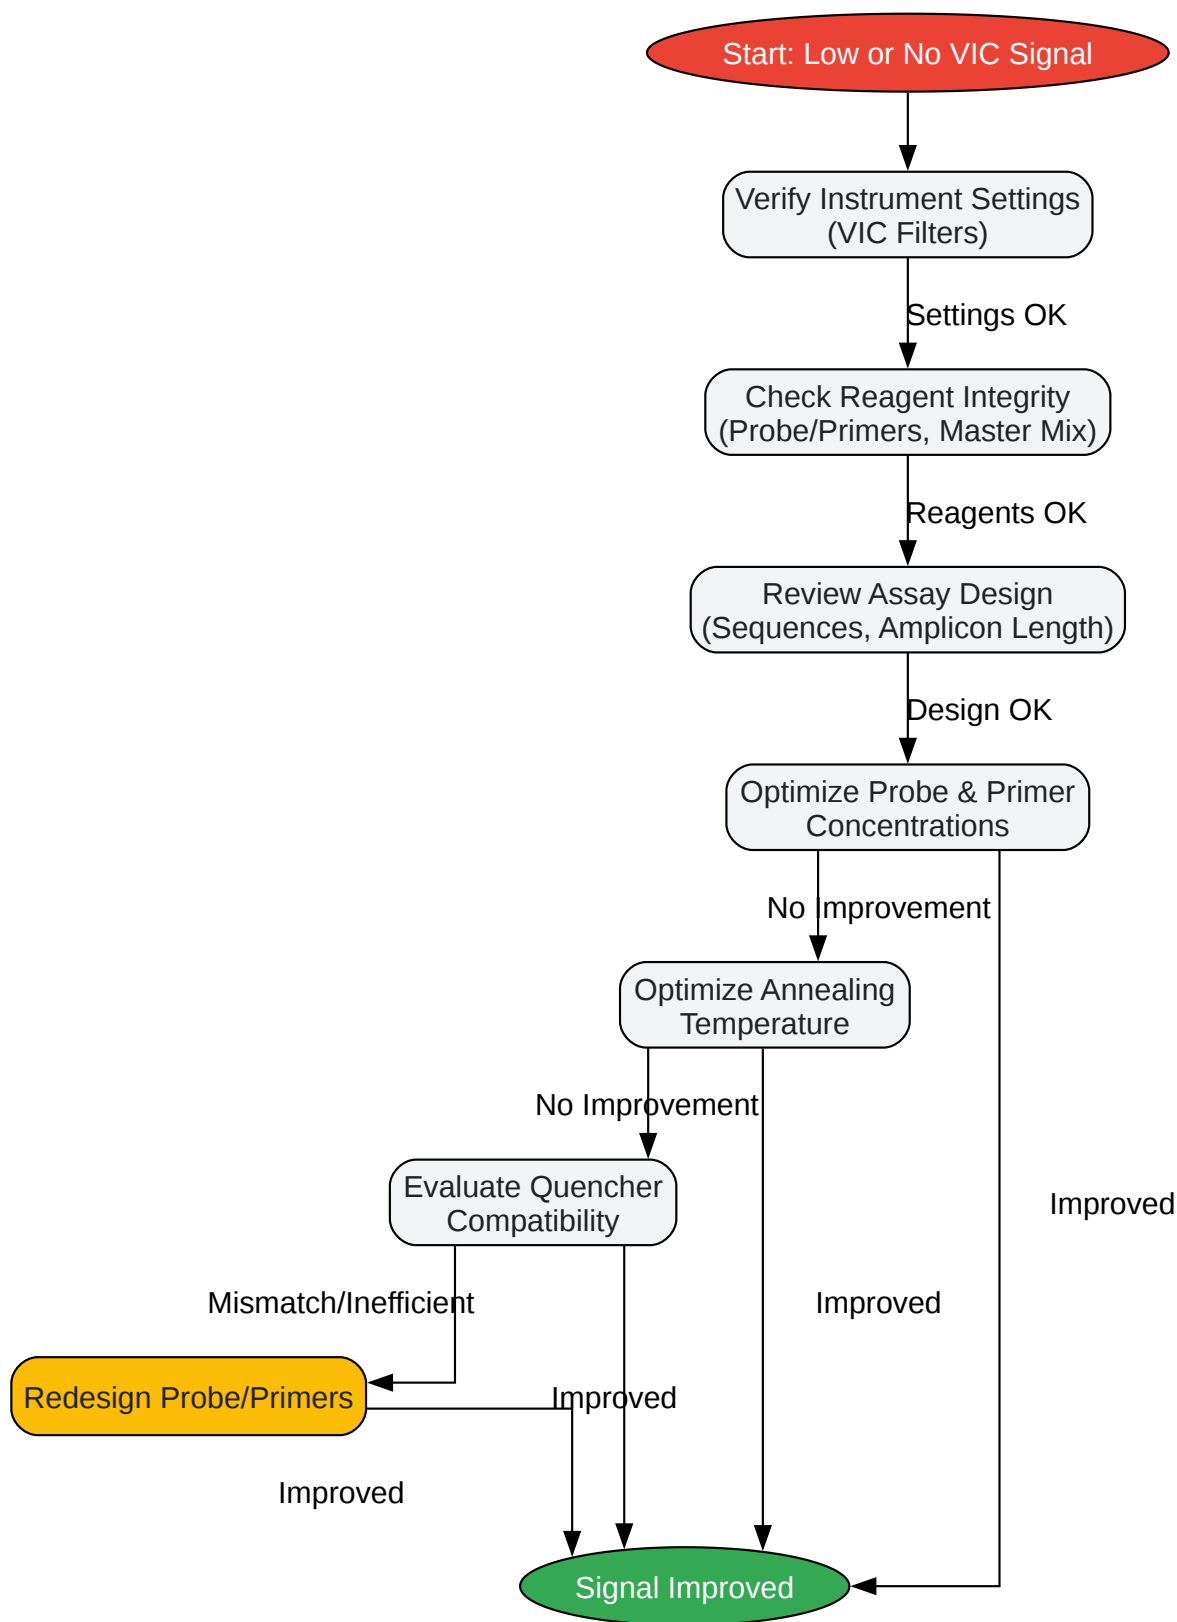 Start: Low or No VIC Signal
Verify Instrument Settings
(VIC Filters)
Settings OK
Check Reagent Integrity
(Probe/Primers, Master Mix)
Reagents OK
Review Assay Design
(Sequences, Amplicon Length)
Design OK
Optimize Probe & Primer
Concentrations
No Improvement
Optimize Annealing
Temperature
No Improvement
Evaluate Quencher
Compatibility
Improved
Mismatch/Inefficient
Improved
Redesign Probe/Primers
Improved
Improved
Signal Improved